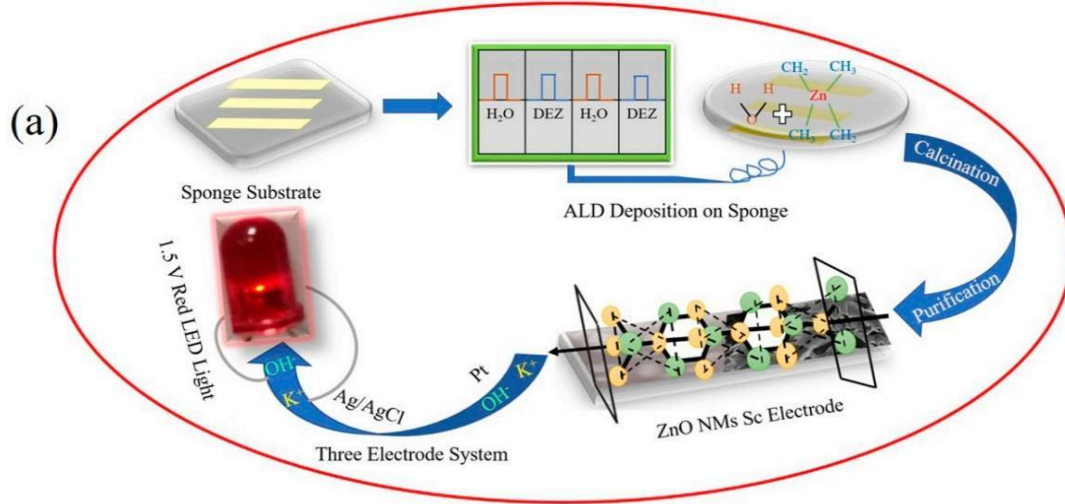 (a)
Sponge Substrate
H₂O DEZ H₂O DEZ
ALD Deposition on Sponge
H H
O
CH₂ CH₃
Zn
CH₃ CH₂
Calcination
Purification
ZnO NMs Sc Electrode
Pt
K⁺
OH⁻
Ag/AgCl
Three Electrode System
K⁺
OH⁻
1.5 V Red LED Light